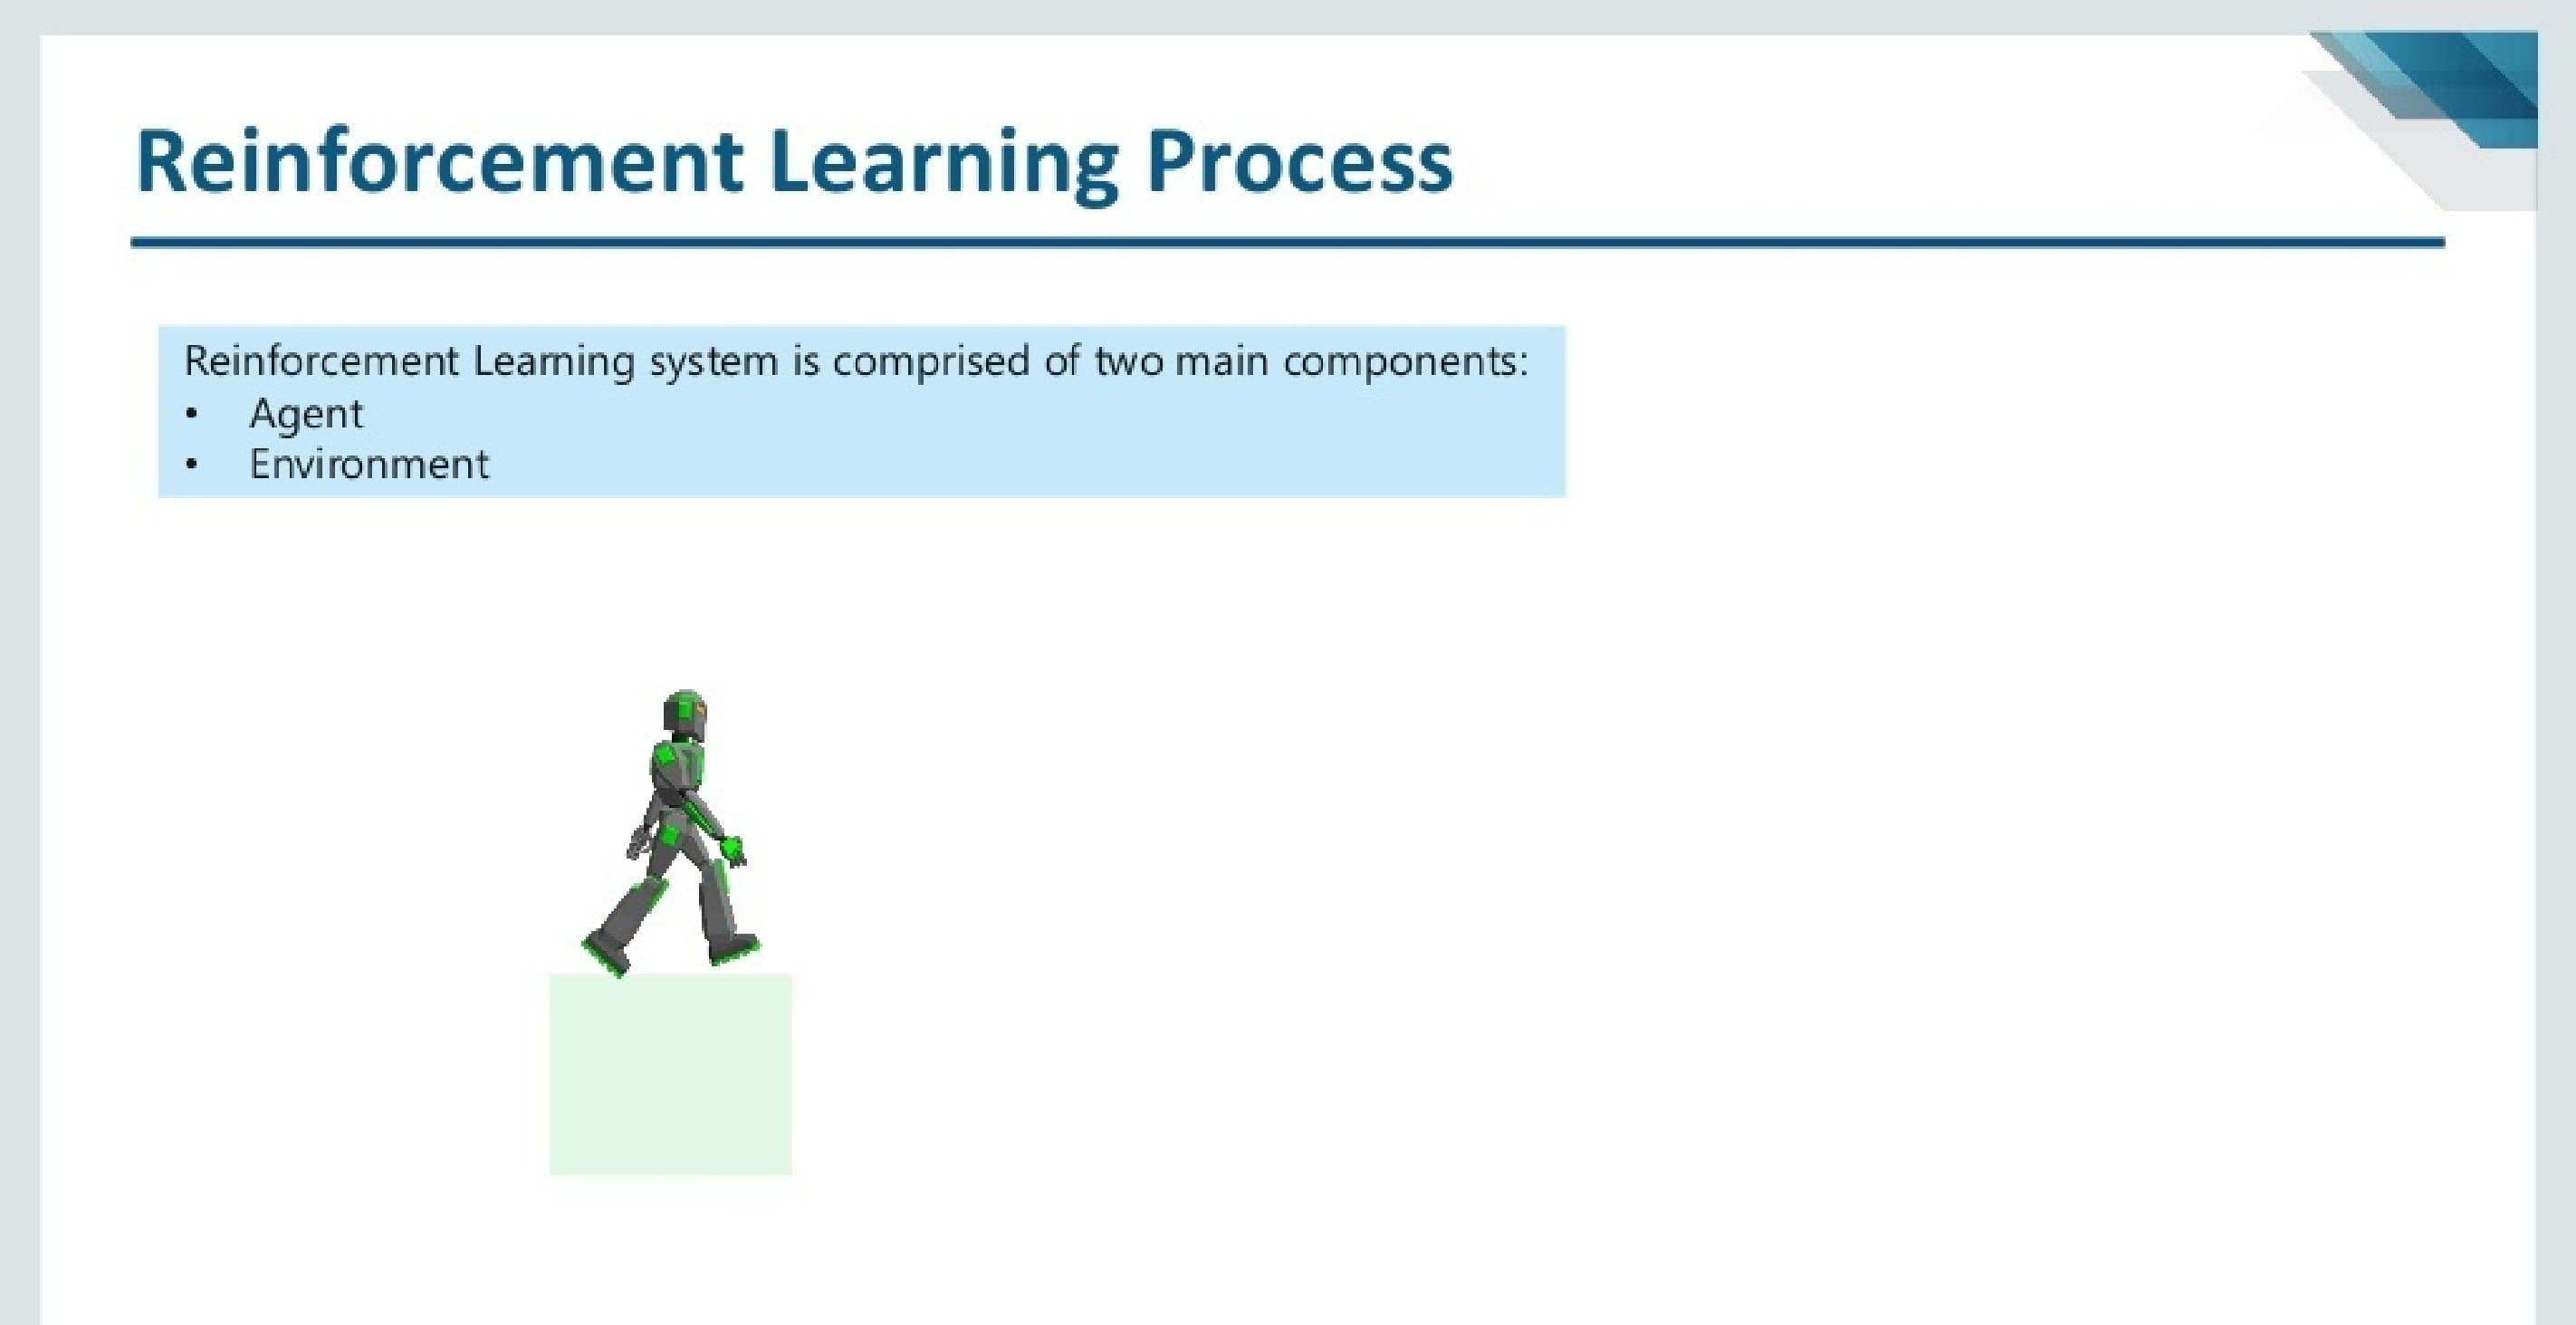 Reinforcement Learning Process
Reinforcement Learning system is comprised of two main components:
• Agent
• Environment